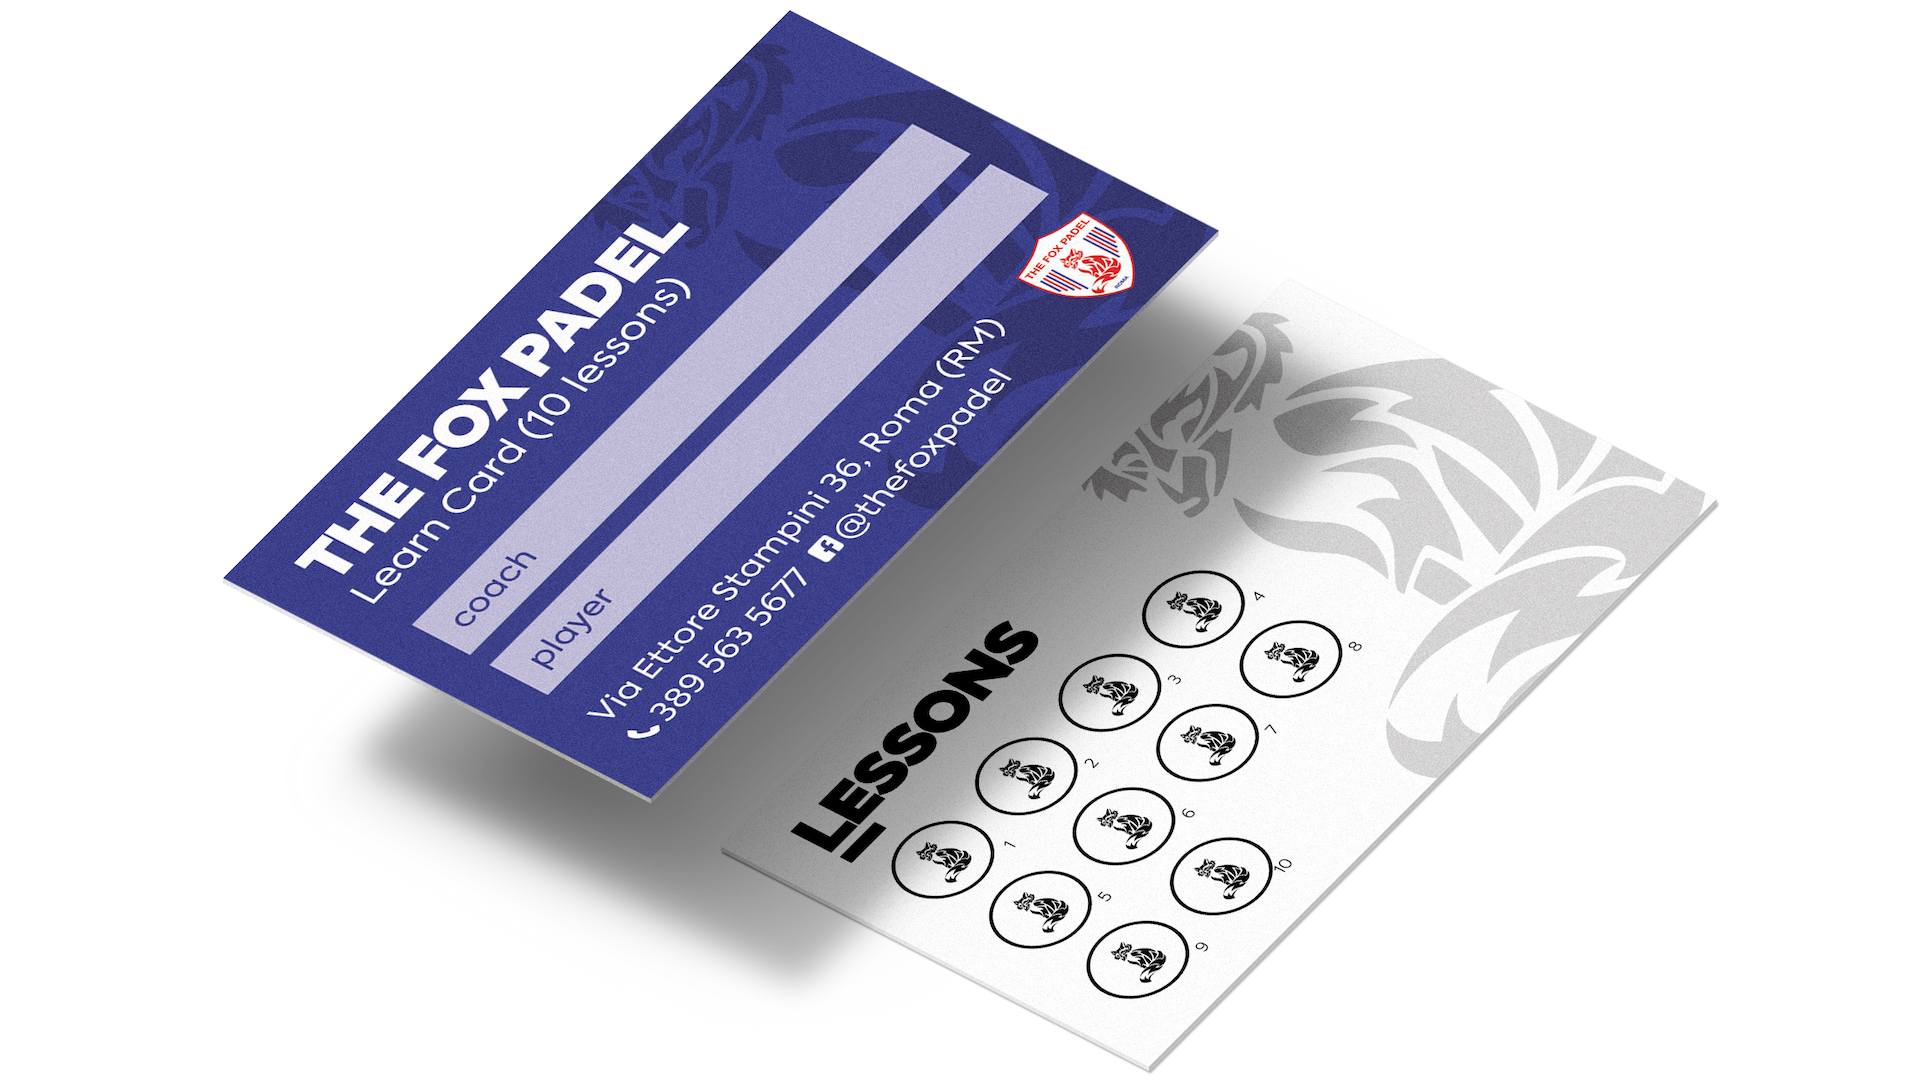 THE FOX PADEL
Learn Card (10 lessons)
coach
player
Via Ettore Stampini 36, Roma (RM)
389 563 5677 @thefoxpadel
THE FOX PADEL
ROMA
LESSONS
1 2 3 4
5 6 7 8
9 10